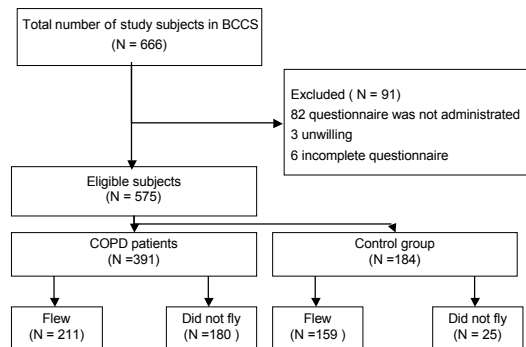 Total number of study subjects in BCCS
(N = 666)
Excluded ( N = 91)
82 questionnaire was not administrated
3 unwilling
6 incomplete questionnaire
Eligible subjects
(N = 575)
COPD patients
(N =391)
Control group
(N =184)
Flew
(N = 211)
Did not fly
(N =180 )
Flew
(N =159 )
Did not fly
(N = 25)